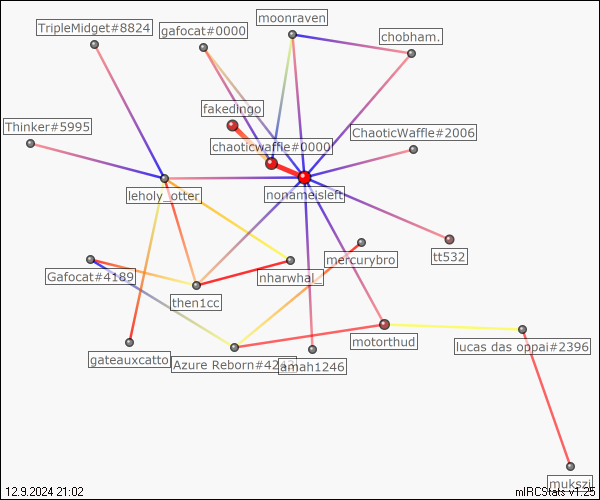 moonraven
TripleMidget#8824
gafocat#0000
chobham.
fakedingo
Thinker#5995
ChaoticWaffle#2006
chaoticwaffle#0000
leholy_otter
nonameisleft
tt532
mercurybro
Gafocat#4189
nharwhal_
then1cc
motorthud
lucas das oppai#2396
gateauxcatto
Azure Reborn#42
amah1246
mukszi
12.9.2024 21:02
mIRCStats v1.25